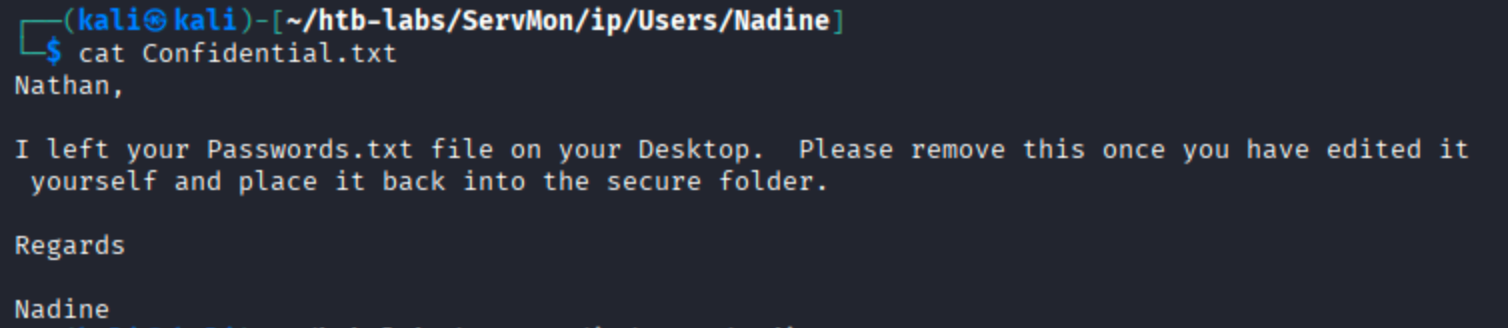 ┌──(kali㉿kali)-[~/htb-labs/ServMon/ip/Users/Nadine]
└─$ cat Confidential.txt
Nathan,
I left your Passwords.txt file on your Desktop.  Please remove this once you have edited it
 yourself and place it back into the secure folder.
Regards
Nadine